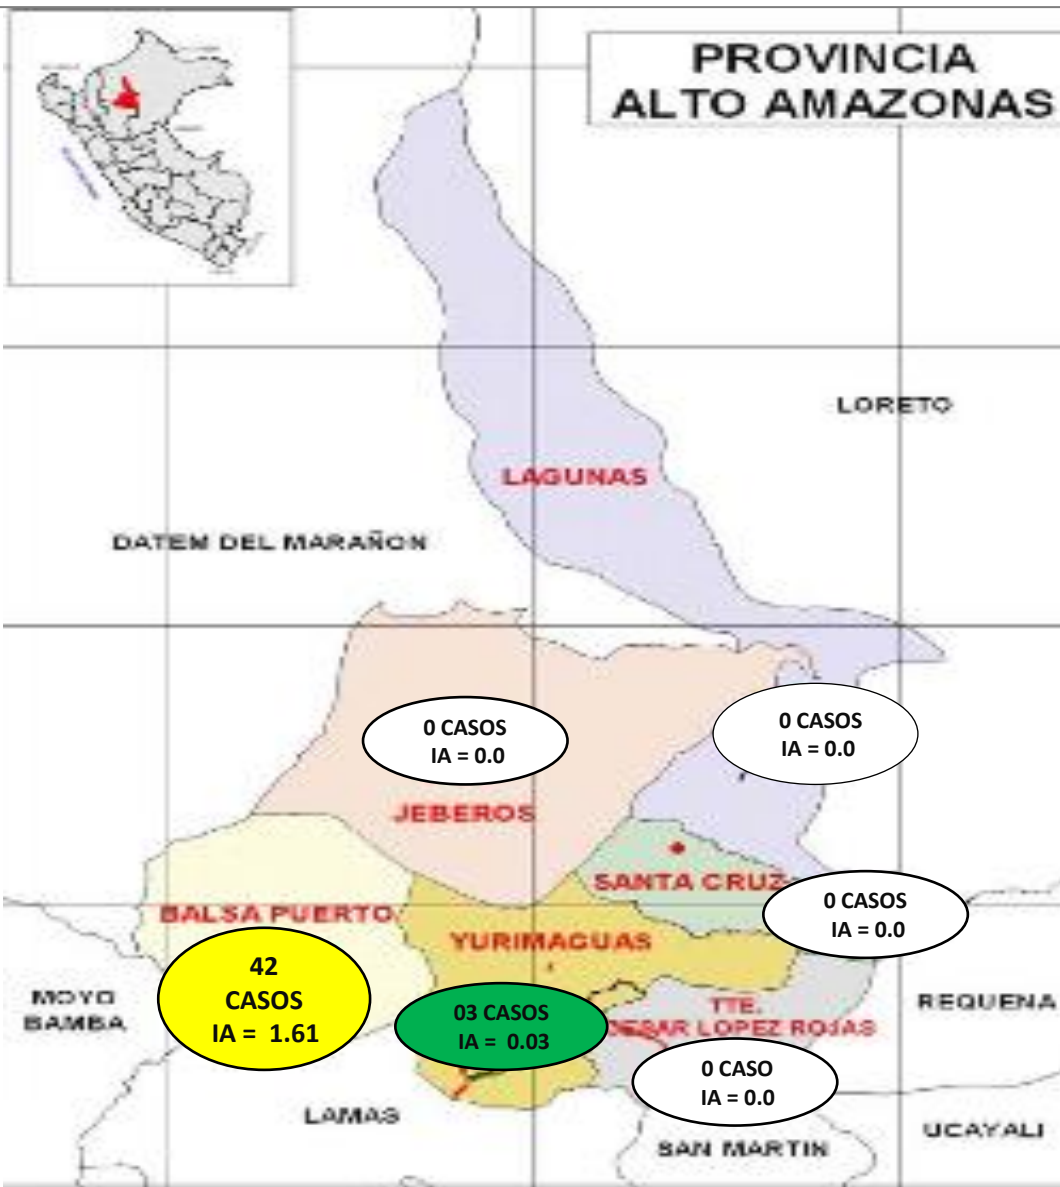 PROVINCIA
ALTO AMAZONAS
LORETO
LAGUNAS
DATEM DEL MARAÑON
0 CASOS
IA = 0.0
0 CASOS
IA = 0.0
JEBEROS
SANTA CRUZ
0 CASOS
IA = 0.0
BALSA PUERTO
YURIMAGUAS
42
CASOS
IA = 1.61
MOYO
BAMBA
03 CASOS
IA = 0.03
TTE.
CESAR LOPEZ ROJAS
REQUENA
0 CASO
IA = 0.0
LAMAS
SAN MARTIN
UCAYALI